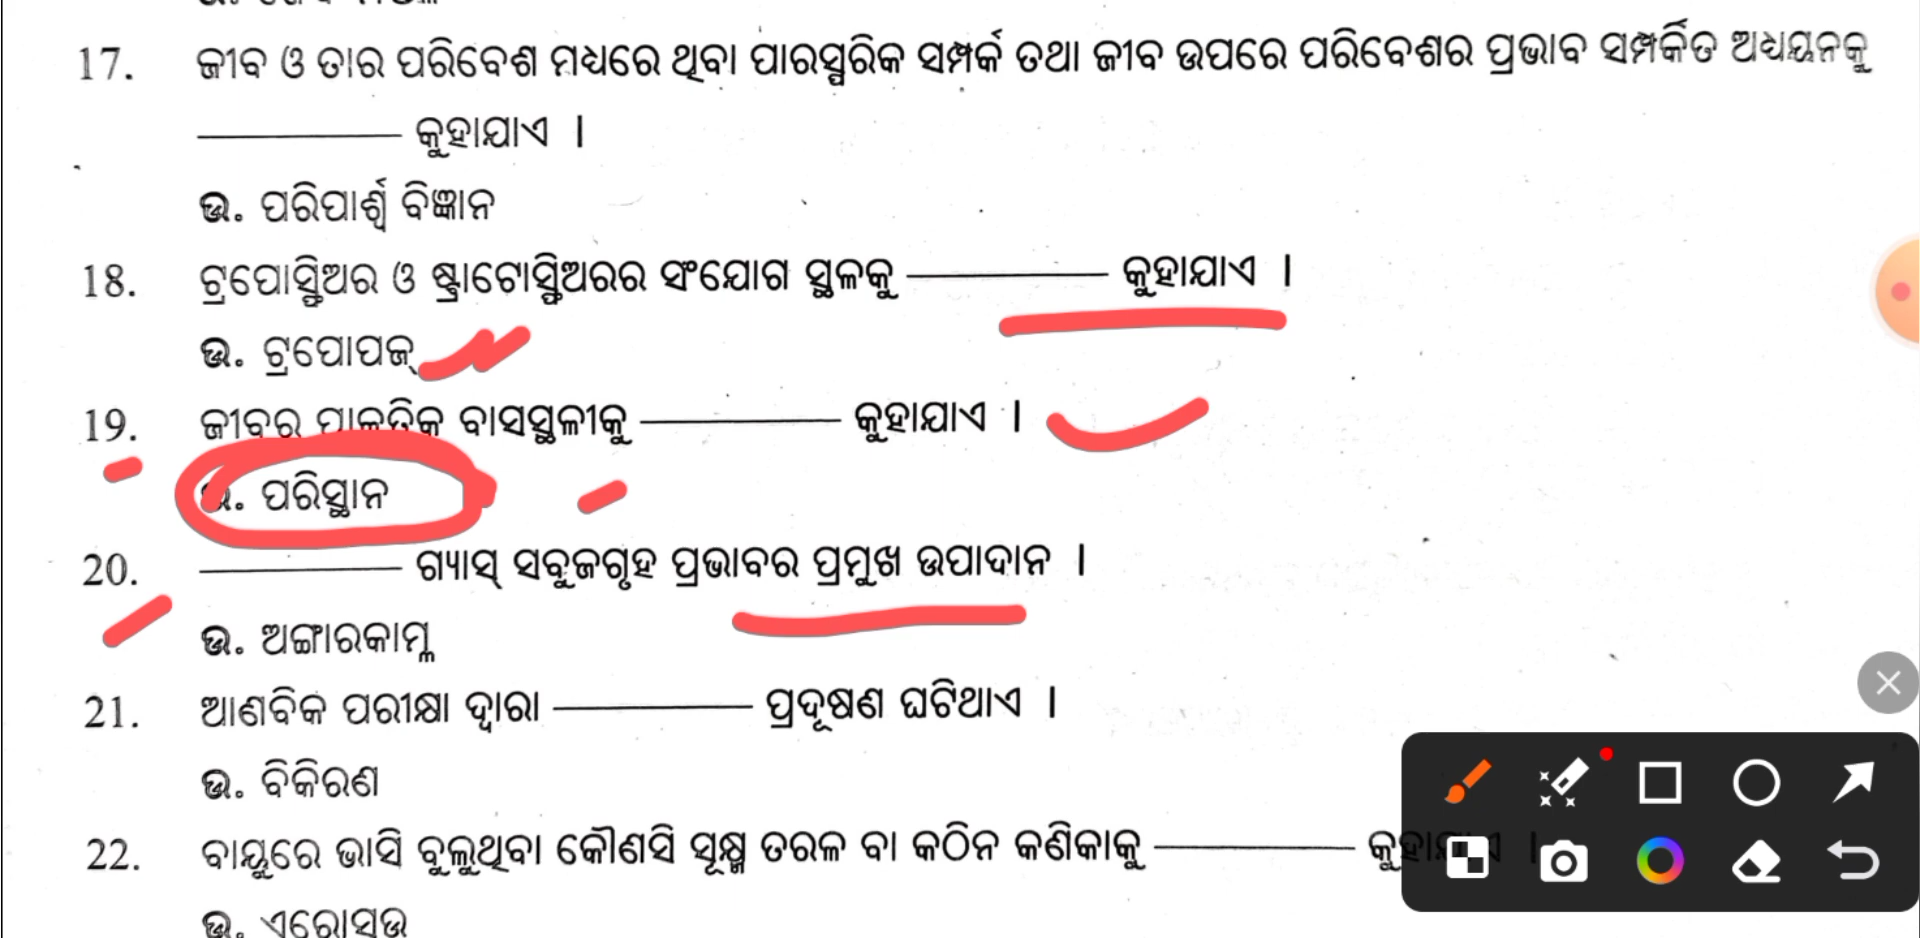 17. ଜୀବ ଓ ତାର ପରିବେଶ ମଧ୍ୟରେ ଥିବା ପାରସ୍ପରିକ ସମ୍ପର୍କ ତଥା ଜୀବ ଉପରେ ପରିବେଶର ପ୍ରଭାବ ସମ୍ପର୍କିତ ଅଧ୍ୟୟନକୁ
କୁହାଯାଏ ।
ଉ. ପରିପାର୍ଶ୍ୱ ବିଜ୍ଞାନ
18. ଟ୍ରପୋସ୍ଫିଅର ଓ ଷ୍ଟ୍ରାଟୋସ୍ଫିଅରର ସଂଯୋଗ ସ୍ଥଳକୁ ———— କୁହାଯାଏ ।
ଉ. ଟ୍ରପୋପଜ୍
19. ଜୀବର ପ୍ରାକୃତିକ ବାସସ୍ଥଳୀକୁ ———— କୁହାଯାଏ ।
ଉ. ପରିସ୍ଥାନ
20. ———— ଗ୍ୟାସ୍ ସବୁଜଗୃହ ପ୍ରଭାବର ପ୍ରମୁଖ ଉପାଦାନ ।
ଉ. ଅଙ୍ଗାରକାମ୍ଳ
21. ଆଣବିକ ପରୀକ୍ଷା ଦ୍ୱାରା ———— ପ୍ରଦୂଷଣ ଘଟିଥାଏ ।
ଉ. ବିକିରଣ
22. ବାୟୁରେ ଭାସି ବୁଲୁଥିବା କୌଣସି ସୂକ୍ଷ୍ମ ତରଳ ବା କଠିନ କଣିକାକୁ ———— କୁହାଯାଏ ।
ଉ. ଏରୋସଲ